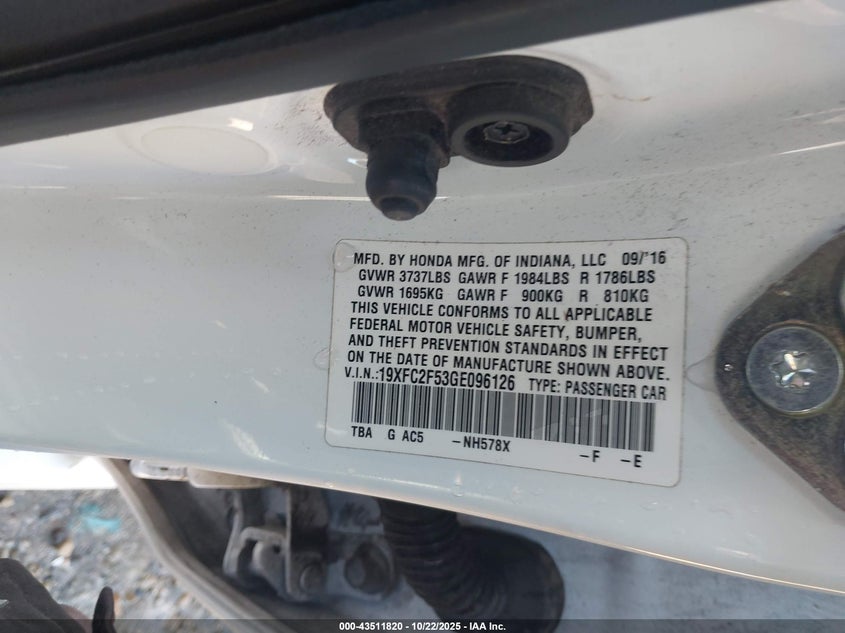 MFD. BY HONDA MFG. OF INDIANA, LLC 09/'16
GVWR 3737LBS GAWR F 1984LBS R 1786LBS
GVWR 1695KG GAWR F 900KG R 810KG
THIS VEHICLE CONFORMS TO ALL APPLICABLE
FEDERAL MOTOR VEHICLE SAFETY, BUMPER,
AND THEFT PREVENTION STANDARDS IN EFFECT
ON THE DATE OF MANUFACTURE SHOWN ABOVE.
V.I.N.:19XFC2F53GE096126 TYPE: PASSENGER CAR
TBA G AC5 -NH578X -F -E
000-43511820 - 10/22/2025 - IAA Inc.